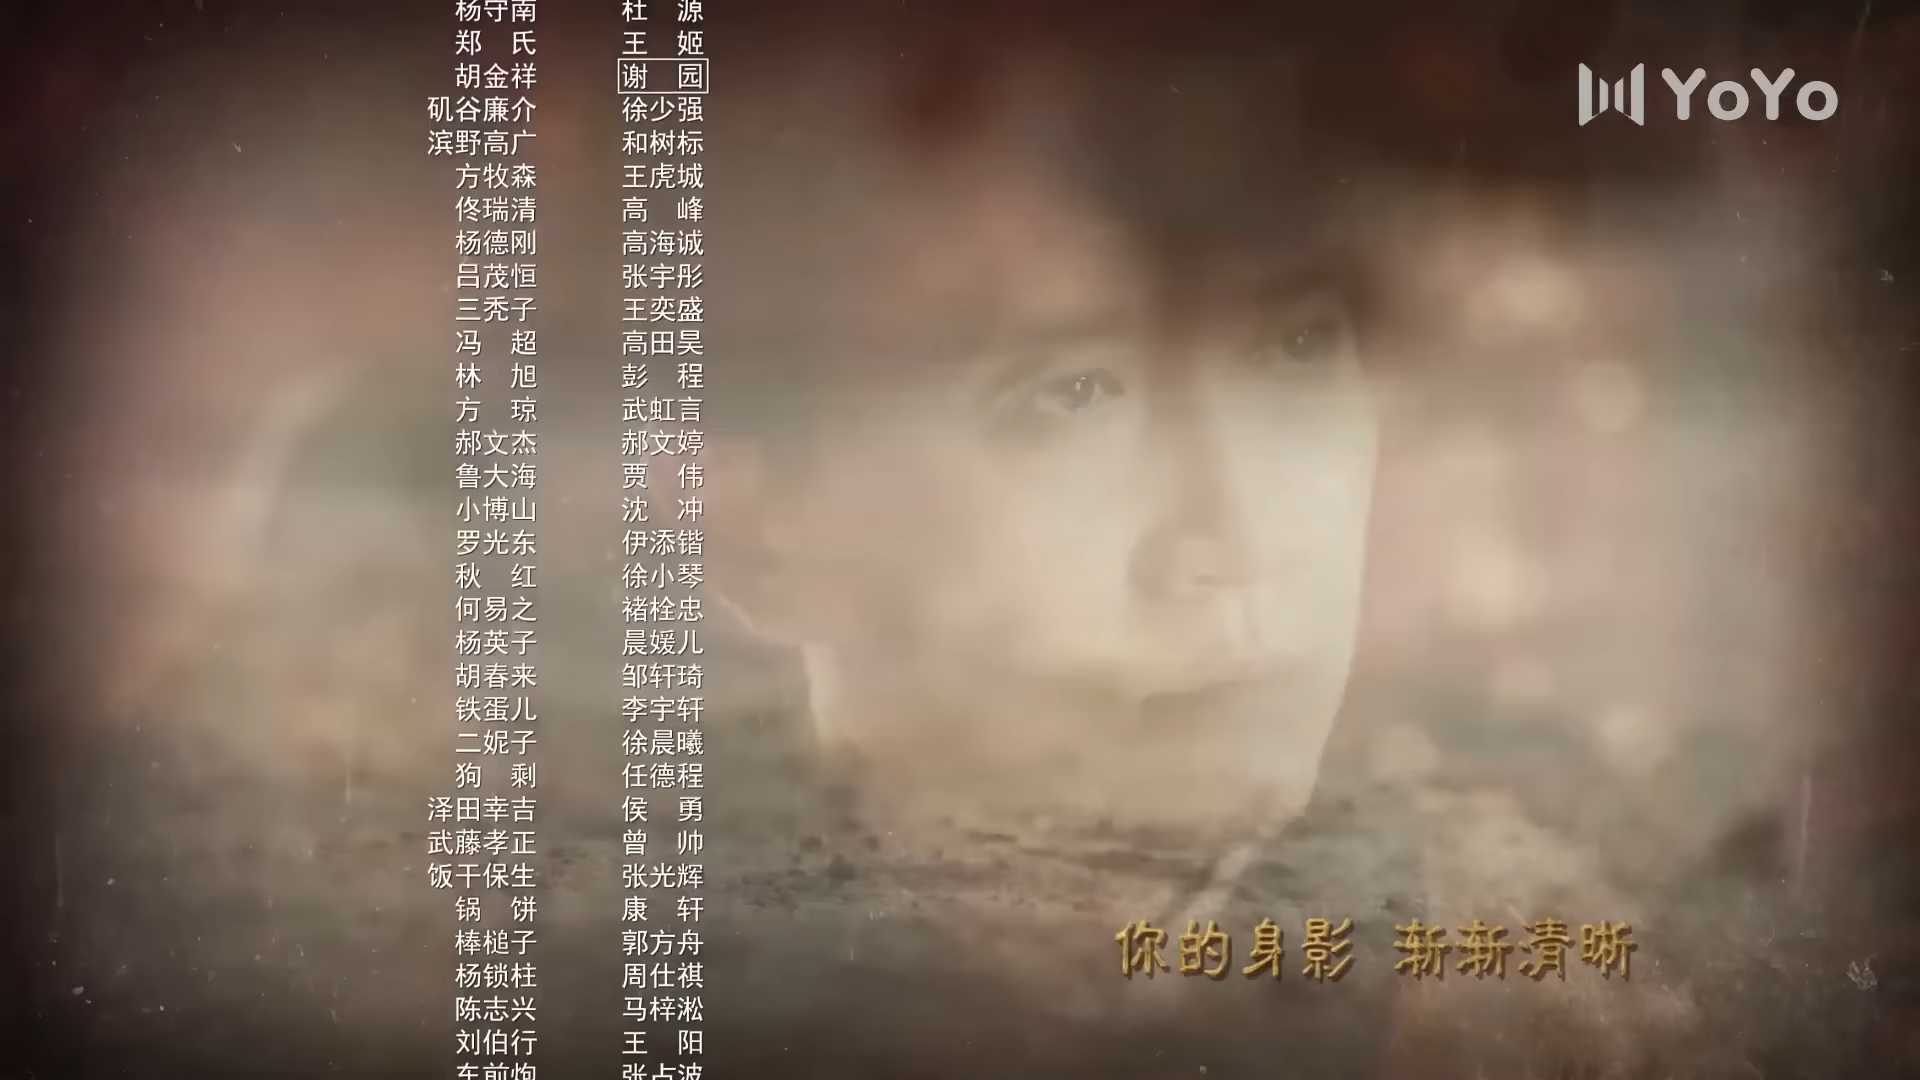 杨守南 杜源
郑氏 王姬
胡金祥 谢园
矶谷廉介 徐少强
滨野高广 和树标
方牧森 王虎城
佟瑞清 高峰
杨德刚 高海诚
吕茂恒 张宇彤
三秃子 王奕盛
冯超 高田昊
林旭 彭程
方琼 武虹言
郝文杰 郝文婷
鲁大海 贾伟
小博山 沈冲
罗光东 伊添锴
秋红 徐小琴
何易之 褚栓忠
杨英子 晨媛儿
胡春来 邹轩琦
铁蛋儿 李宇轩
二妮子 徐晨曦
狗剩 任德程
泽田幸吉 侯勇
武藤孝正 曾帅
饭干保生 张光辉
锅饼 康轩
棒槌子 郭方舟
杨锁柱 周仕祺
陈志兴 马梓淞
刘伯行 王阳
车前炮 张占波
YoYo
你的身影 渐渐清晰